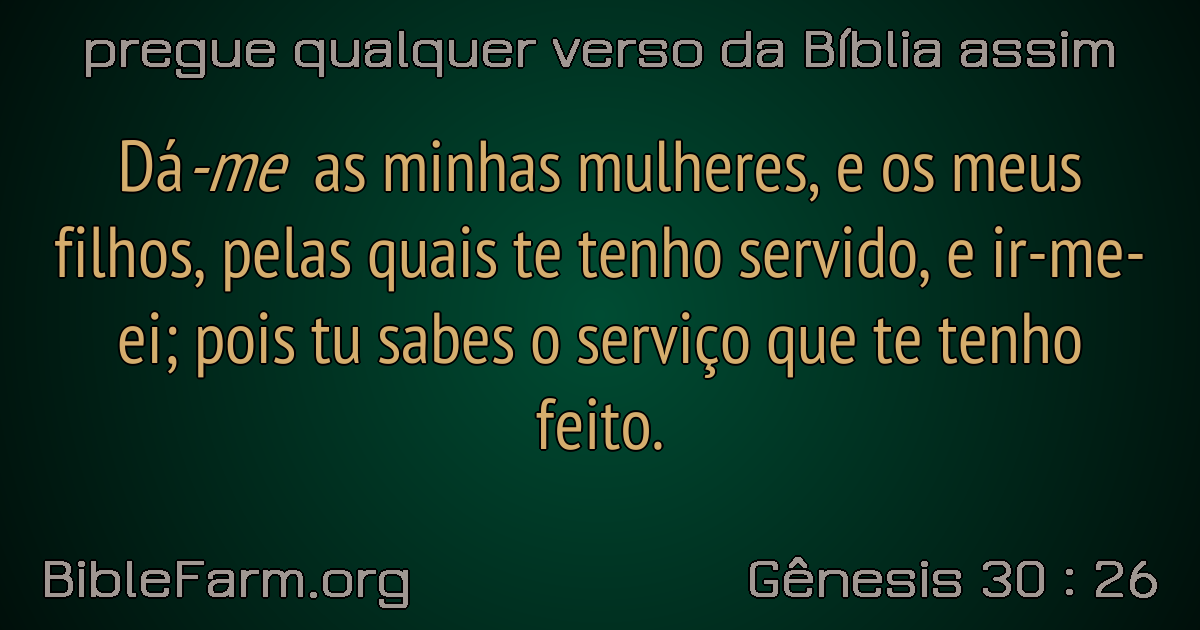 pregue qualquer verso da Bíblia assim
Dá-me as minhas mulheres, e os meus
filhos, pelas quais te tenho servido, e ir-me-
ei; pois tu sabes o serviço que te tenho
feito.
BibleFarm.org
Gênesis 30 : 26